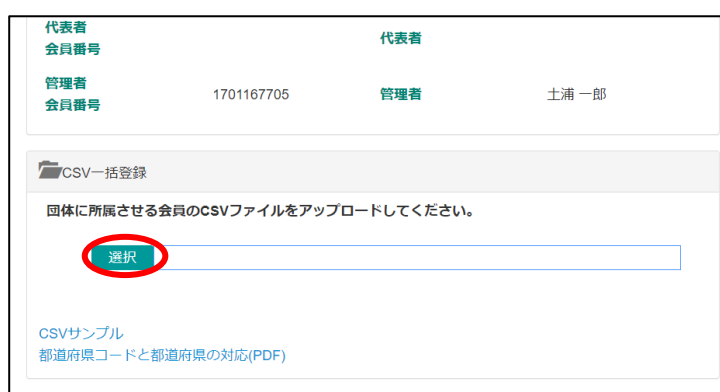 代表者
会員番号
代表者
管理者
会員番号
1701167705
管理者
土浦 一郎
CSV一括登録
団体に所属させる会員のCSVファイルをアップロードしてください。
選択
CSVサンプル
都道府県コードと都道府県の対応(PDF)